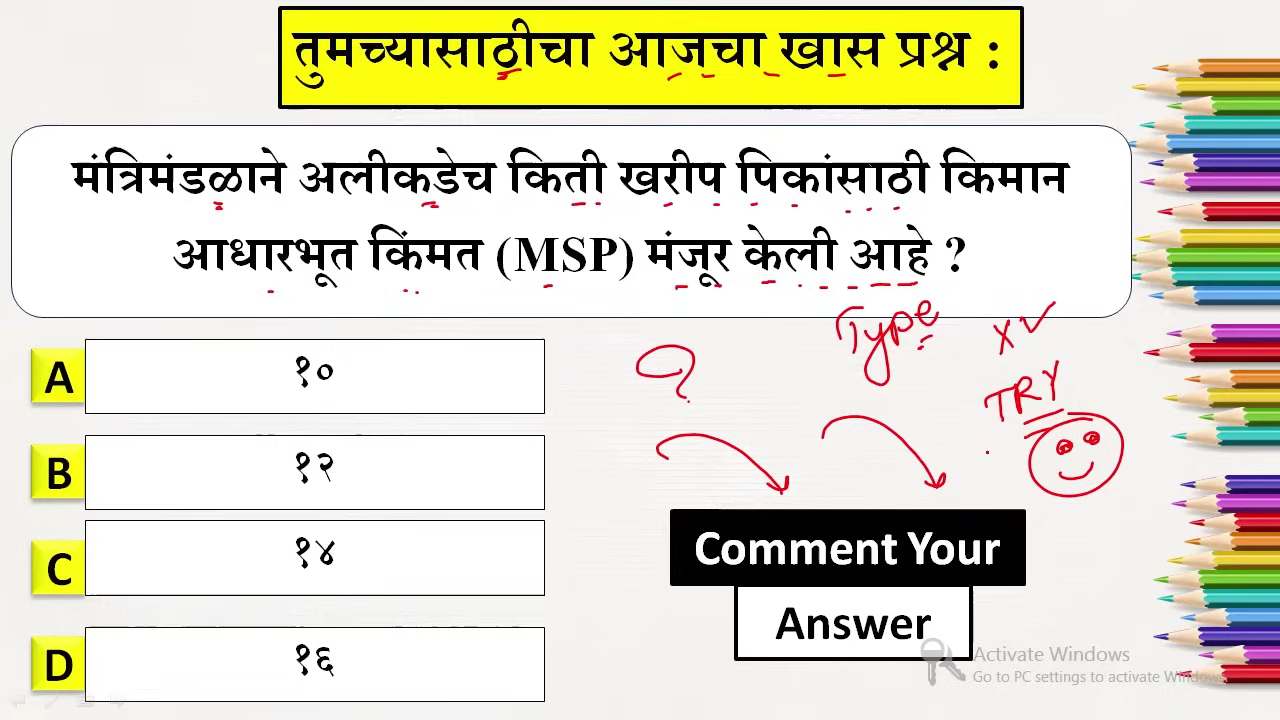 तुमच्यासाठीचा आजचा खास प्रश्न :
मंत्रिमंडळाने अलीकडेच किती खरीप पिकांसाठी किमान
आधारभूत किंमत (MSP) मंजूर केली आहे ?
A १०
B १२
C १४
D १६
?
Type
X ✓
TRY
Comment Your
Answer
Activate Windows
Go to PC settings to activate Windows.